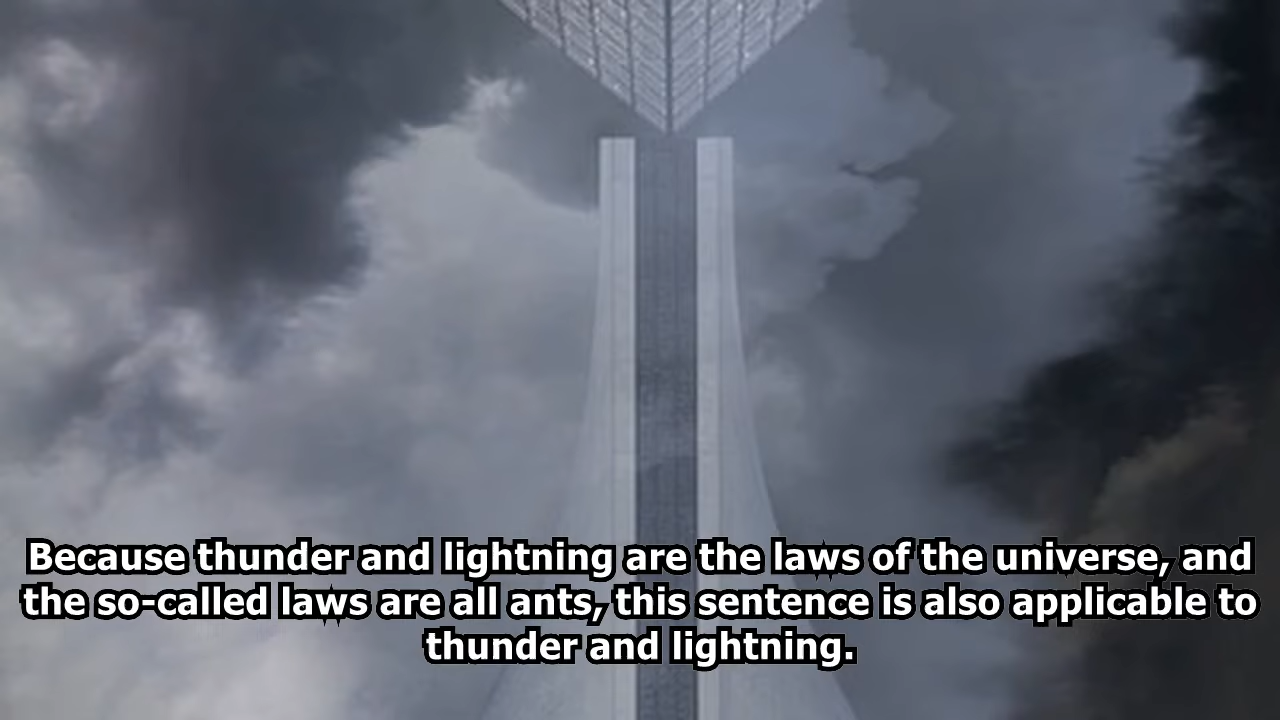 Because thunder and lightning are the laws of the universe, and
the so-called laws are all ants, this sentence is also applicable to
thunder and lightning.